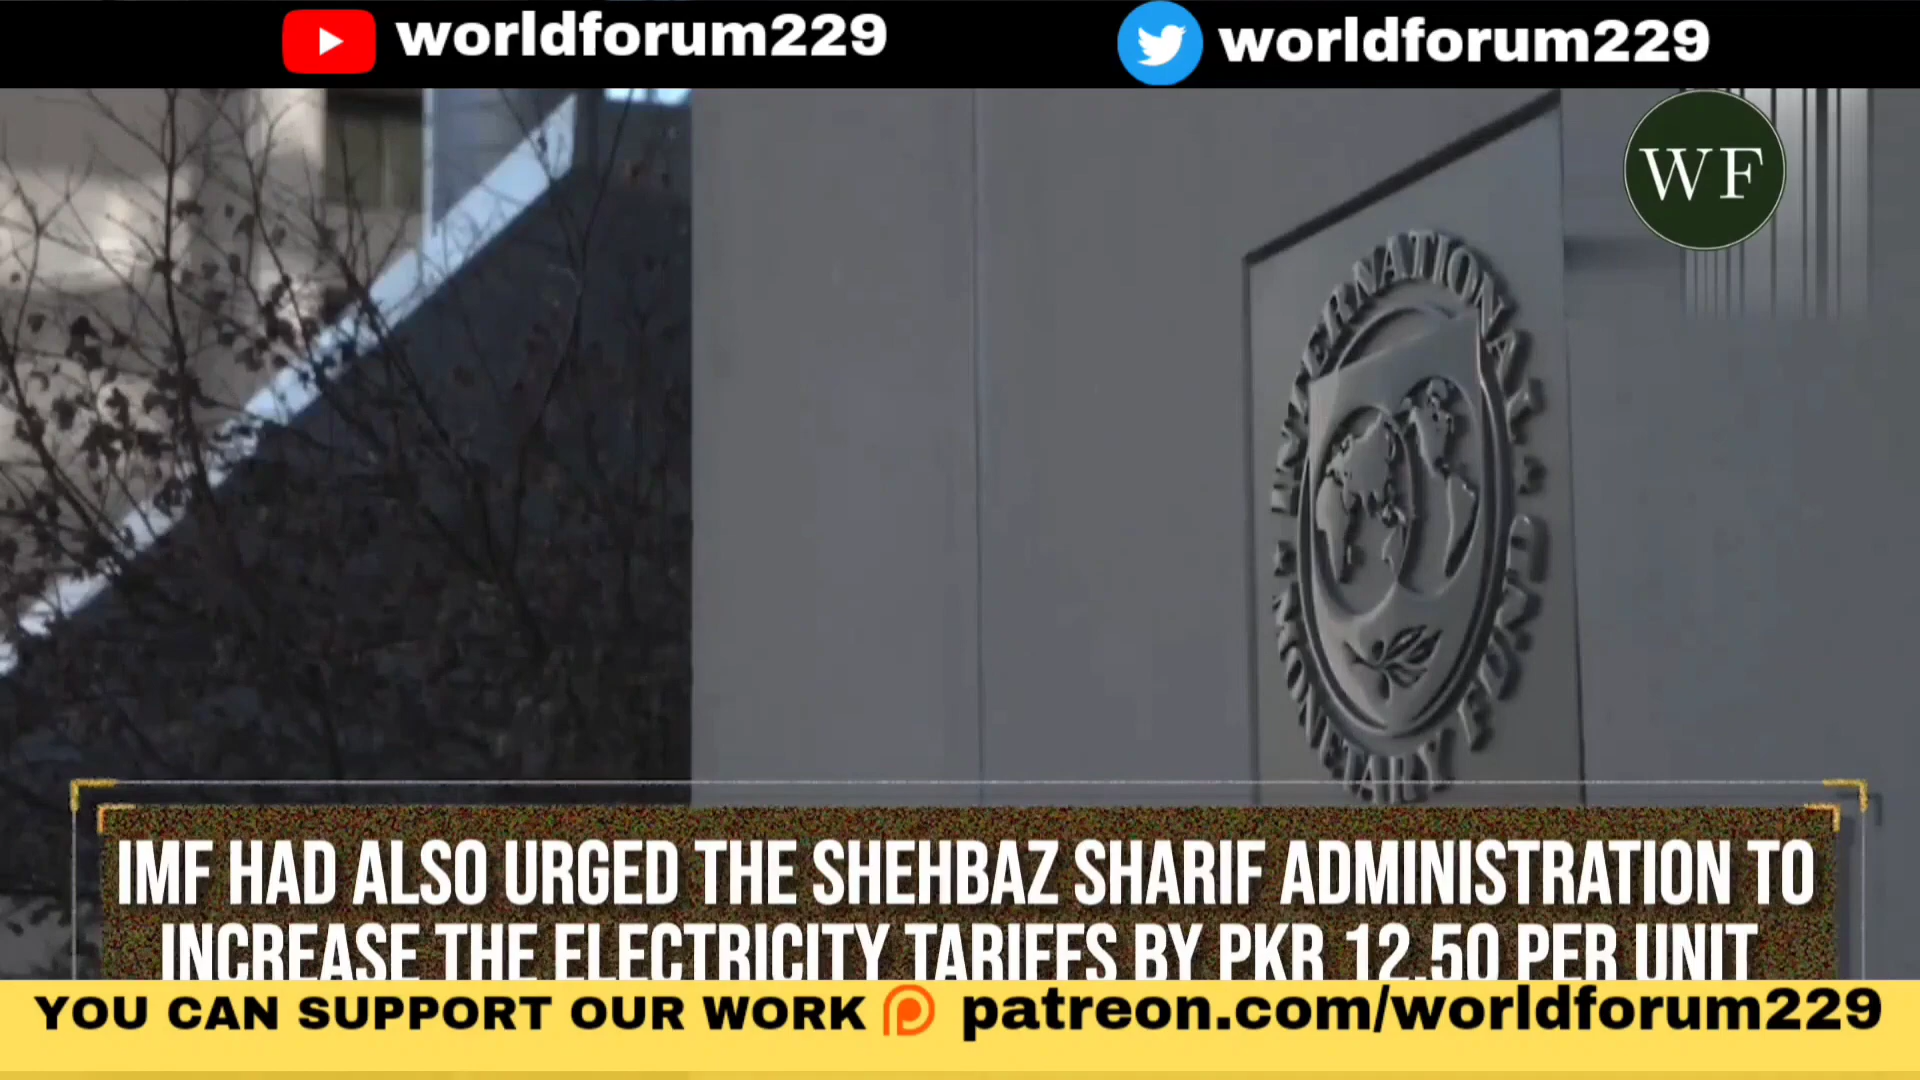 worldforum229
worldforum229
WF
INTERNATIONAL
MONETARY FUND
IMF HAD ALSO URGED THE SHEHBAZ SHARIF ADMINISTRATION TO
INCREASE THE ELECTRICITY TARIFFS BY PKR 12.50 PER UNIT
YOU CAN SUPPORT OUR WORK patreon.com/worldforum229